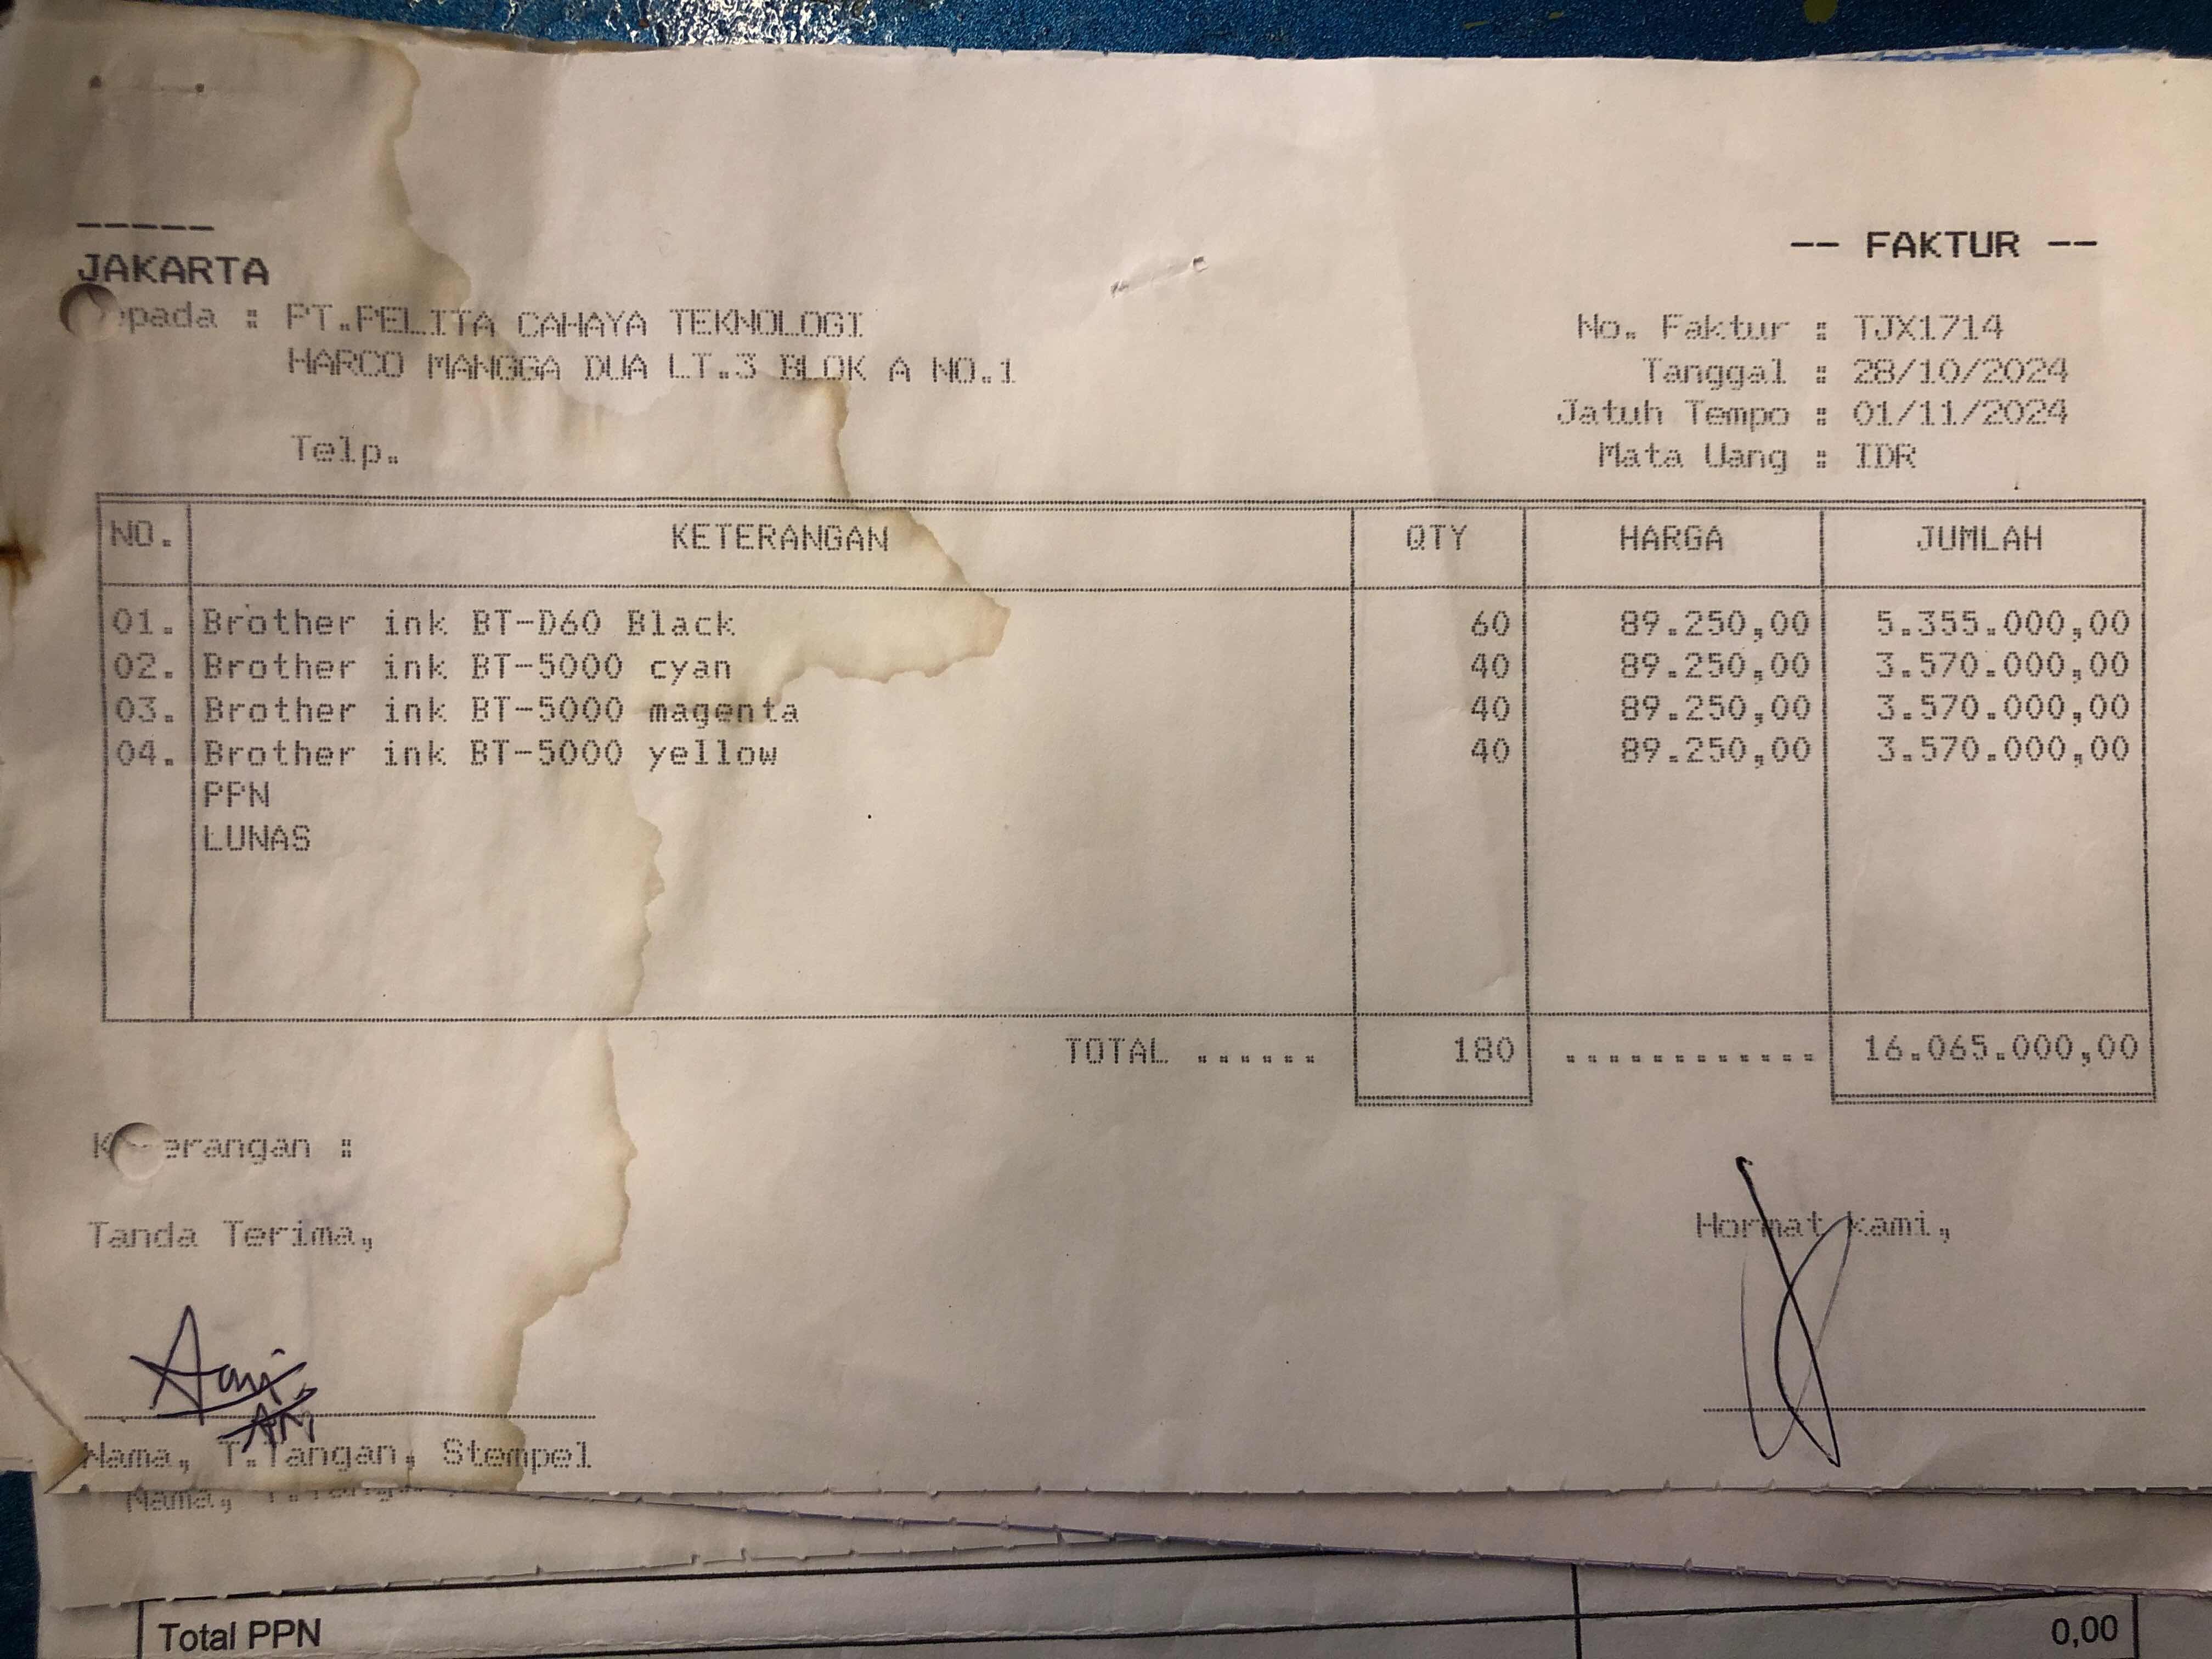 -----
JAKARTA
-- FAKTUR --
pada : PT.PELITA CAHAYA TEKNOLOGI
HARCO MANGGA DUA LT.3 BLOK A NO.1
Telp.
No. Faktur : TJX1714
Tanggal : 28/10/2024
Jatuh Tempo : 01/11/2024
Mata Uang : IDR
NO. KETERANGAN QTY HARGA JUMLAH
01. Brother ink BT-D60 Black 60 89.250,00 5.355.000,00
02. Brother ink BT-5000 cyan 40 89.250,00 3.570.000,00
03. Brother ink BT-5000 magenta 40 89.250,00 3.570.000,00
04. Brother ink BT-5000 yellow 40 89.250,00 3.570.000,00
PPN
LUNAS
TOTAL ...... 180 ............ 16.065.000,00
K erangan :
Tanda Terima,
Hormat kami,
Nama, T.Tangan, Stempel
Nama,
Total PPN 0,00